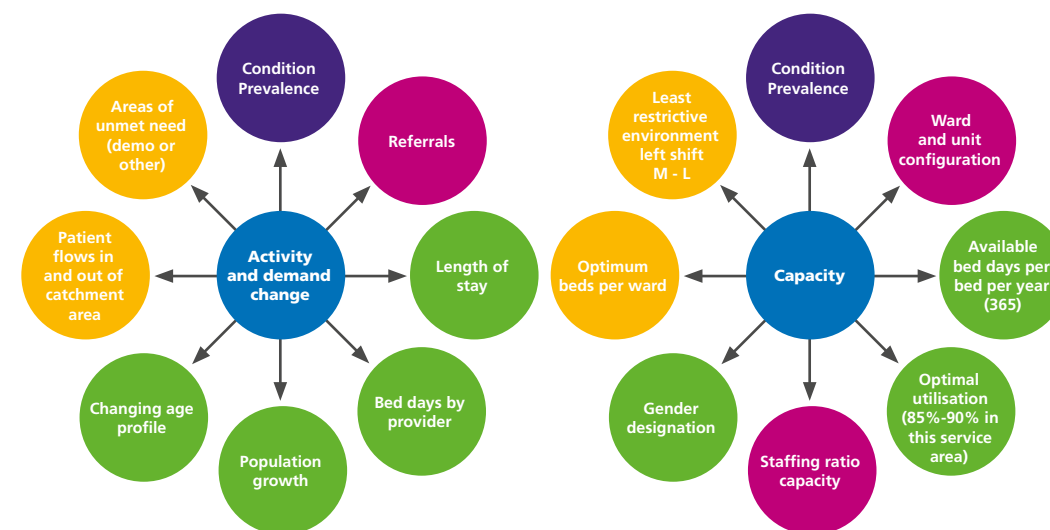 Condition
Prevalence
Areas of
unmet need
(demo or
other)
Referrals
Patient
flows in
and out of
catchment
area
Activity
and demand
change
Length of
stay
Changing age
profile
Bed days by
provider
Population
growth
Condition
Prevalence
Least
restrictive
environment
left shift
M - L
Ward
and unit
configuration
Optimum
beds per ward
Capacity
Available
bed days per
bed per year
(365)
Gender
designation
Optimal
utilisation
(85%-90% in
this service
area)
Staffing ratio
capacity